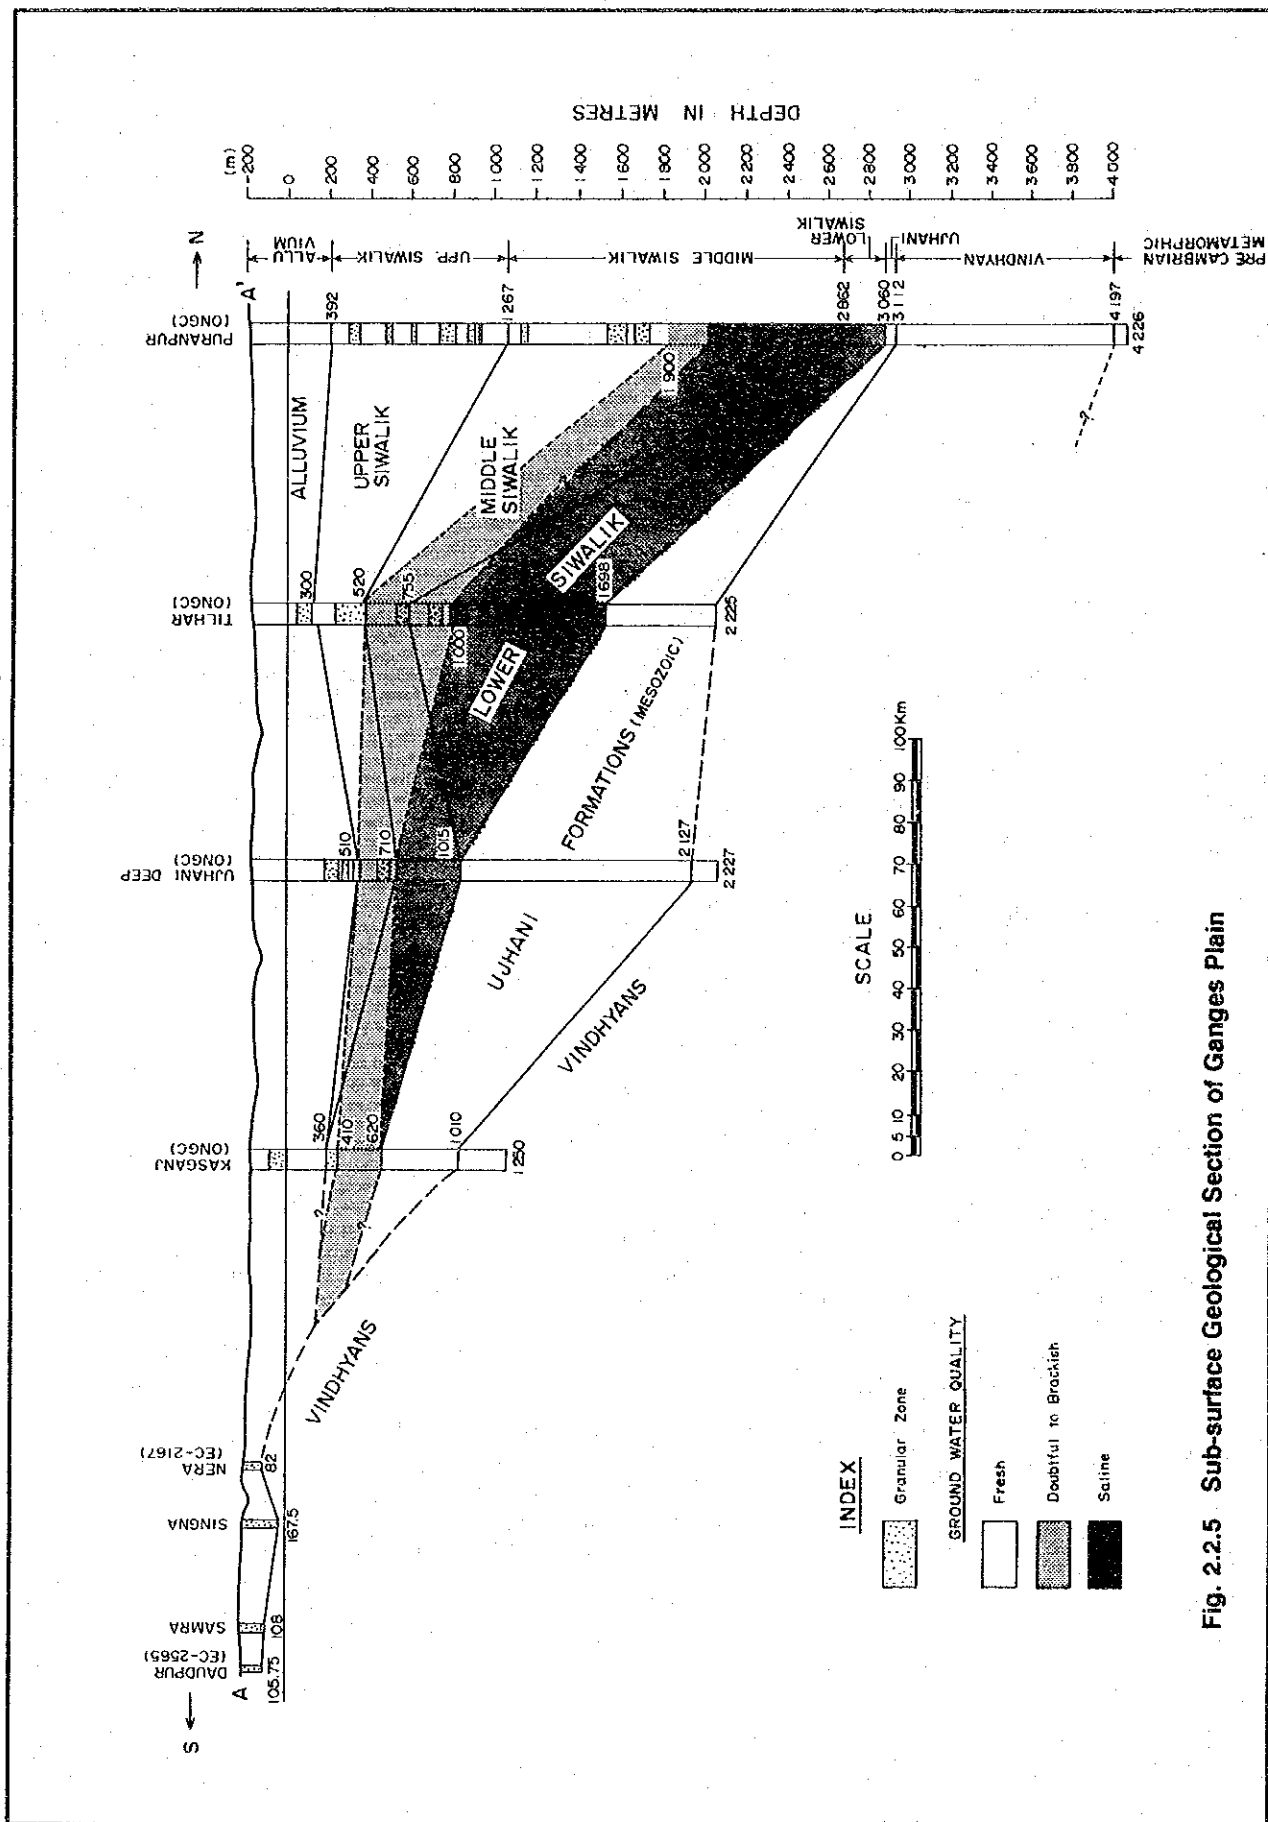 S
N
A
A'
DAUDPUR
(EC-2565)
SAMRA
SINGNA
NERA
(EC-2167)
KASGANJ
(ONGC)
UJHANI DEEP
(ONGC)
TILHAR
(ONGC)
PURANPUR
(ONGC)
105.75
108
167.5
82
360
410
620
1010
1250
510
710
1015
2127
2227
300
520
755
1000
1698
2225
392
1267
1900
2862
3060
3112
4197
4226
ALLUVIUM
UPPER
SIWALIK
MIDDLE
SIWALIK
LOWER
SIWALIK
UJHANI
FORMATIONS (MESOZOIC)
VINDHYANS
VINDHYANS
?
?
?
?
ALLU
VIUM
UPP. SIWALIK
MIDDLE SIWALIK
LOWER
SIWALIK
UJHANI
VINDHYAN
PRE CAMBRIAN
METAMORPHIC
(m)
-200
0
200
400
600
800
1000
1200
1400
1600
1800
2000
2200
2400
2600
2800
3000
3200
3400
3600
3800
4000
DEPTH IN METRES
INDEX
Granular Zone
GROUND WATER QUALITY
Fresh
Doubtful to Brackish
Saline
SCALE
0 5 10 20 30 40 50 60 70 80 90 100 Km
Fig. 2.2.5 Sub-surface Geological Section of Ganges Plain